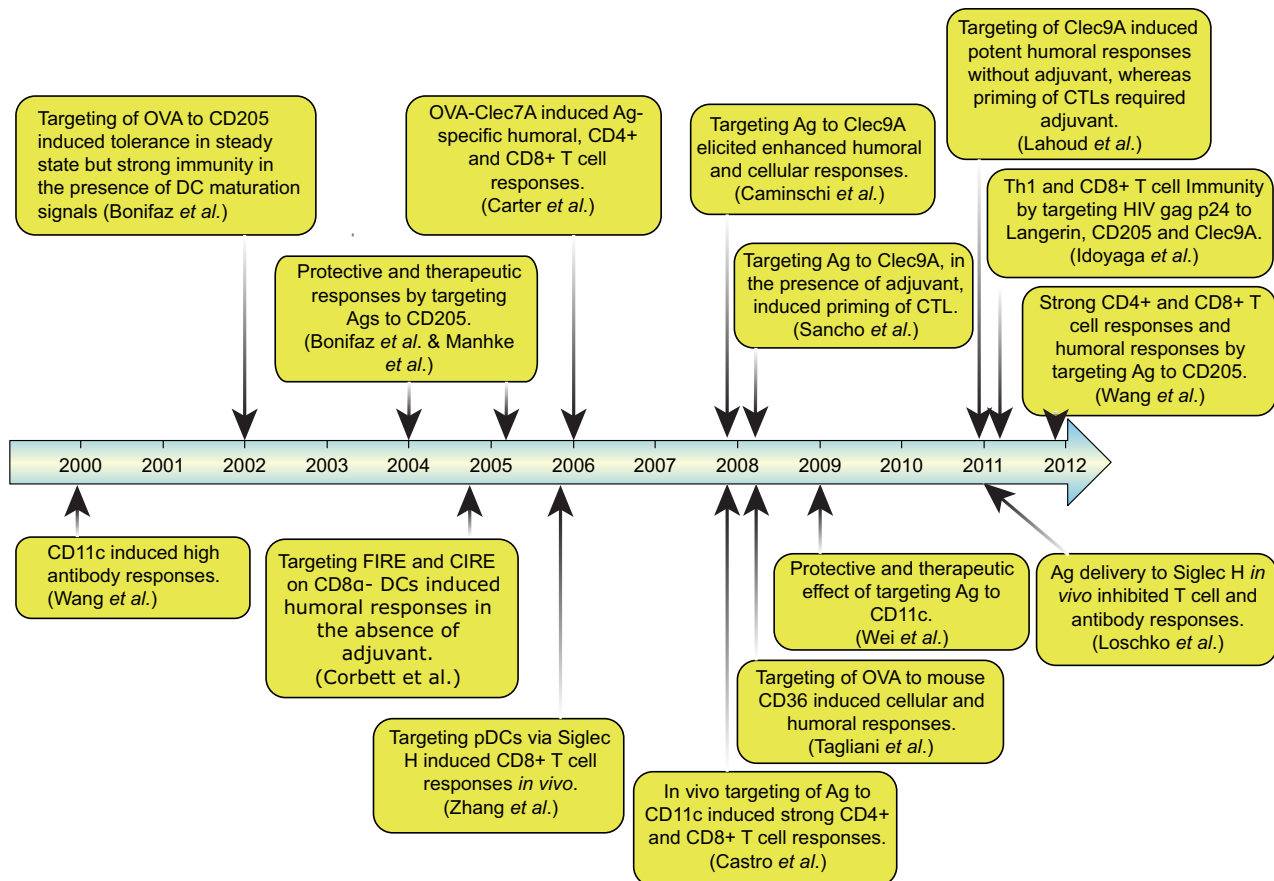 Targeting of OVA to CD205
induced tolerance in steady
state but strong immunity in
the presence of DC maturation
signals (Bonifaz et al.)
Protective and therapeutic
responses by targeting
Ags to CD205.
(Bonifaz et al. & Manhke
et al.)
OVA-Clec7A induced Ag-
specific humoral, CD4+
and CD8+ T cell
responses.
(Carter et al.)
Targeting Ag to Clec9A
elicited enhanced humoral
and cellular responses.
(Caminschi et al.)
Targeting Ag to Clec9A, in
the presence of adjuvant,
induced priming of CTL.
(Sancho et al.)
Targeting of Clec9A induced
potent humoral responses
without adjuvant, whereas
priming of CTLs required
adjuvant.
(Lahoud et al.)
Th1 and CD8+ T cell Immunity
by targeting HIV gag p24 to
Langerin, CD205 and Clec9A.
(Idoyaga et al.)
Strong CD4+ and CD8+ T
cell responses and
humoral responses by
targeting Ag to CD205.
(Wang et al.)
2000 2001 2002 2003 2004 2005 2006 2007 2008 2009 2010 2011 2012
CD11c induced high
antibody responses.
(Wang et al.)
Targeting FIRE and CIRE
on CD8α- DCs induced
humoral responses in
the absence of
adjuvant.
(Corbett et al.)
Targeting pDCs via Siglec
H induced CD8+ T cell
responses in vivo.
(Zhang et al.)
In vivo targeting of Ag to
CD11c induced strong CD4+
and CD8+ T cell responses.
(Castro et al.)
Targeting of OVA to mouse
CD36 induced cellular and
humoral responses.
(Tagliani et al.)
Protective and therapeutic
effect of targeting Ag to
CD11c.
(Wei et al.)
Ag delivery to Siglec H in
vivo inhibited T cell and
antibody responses.
(Loschko et al.)